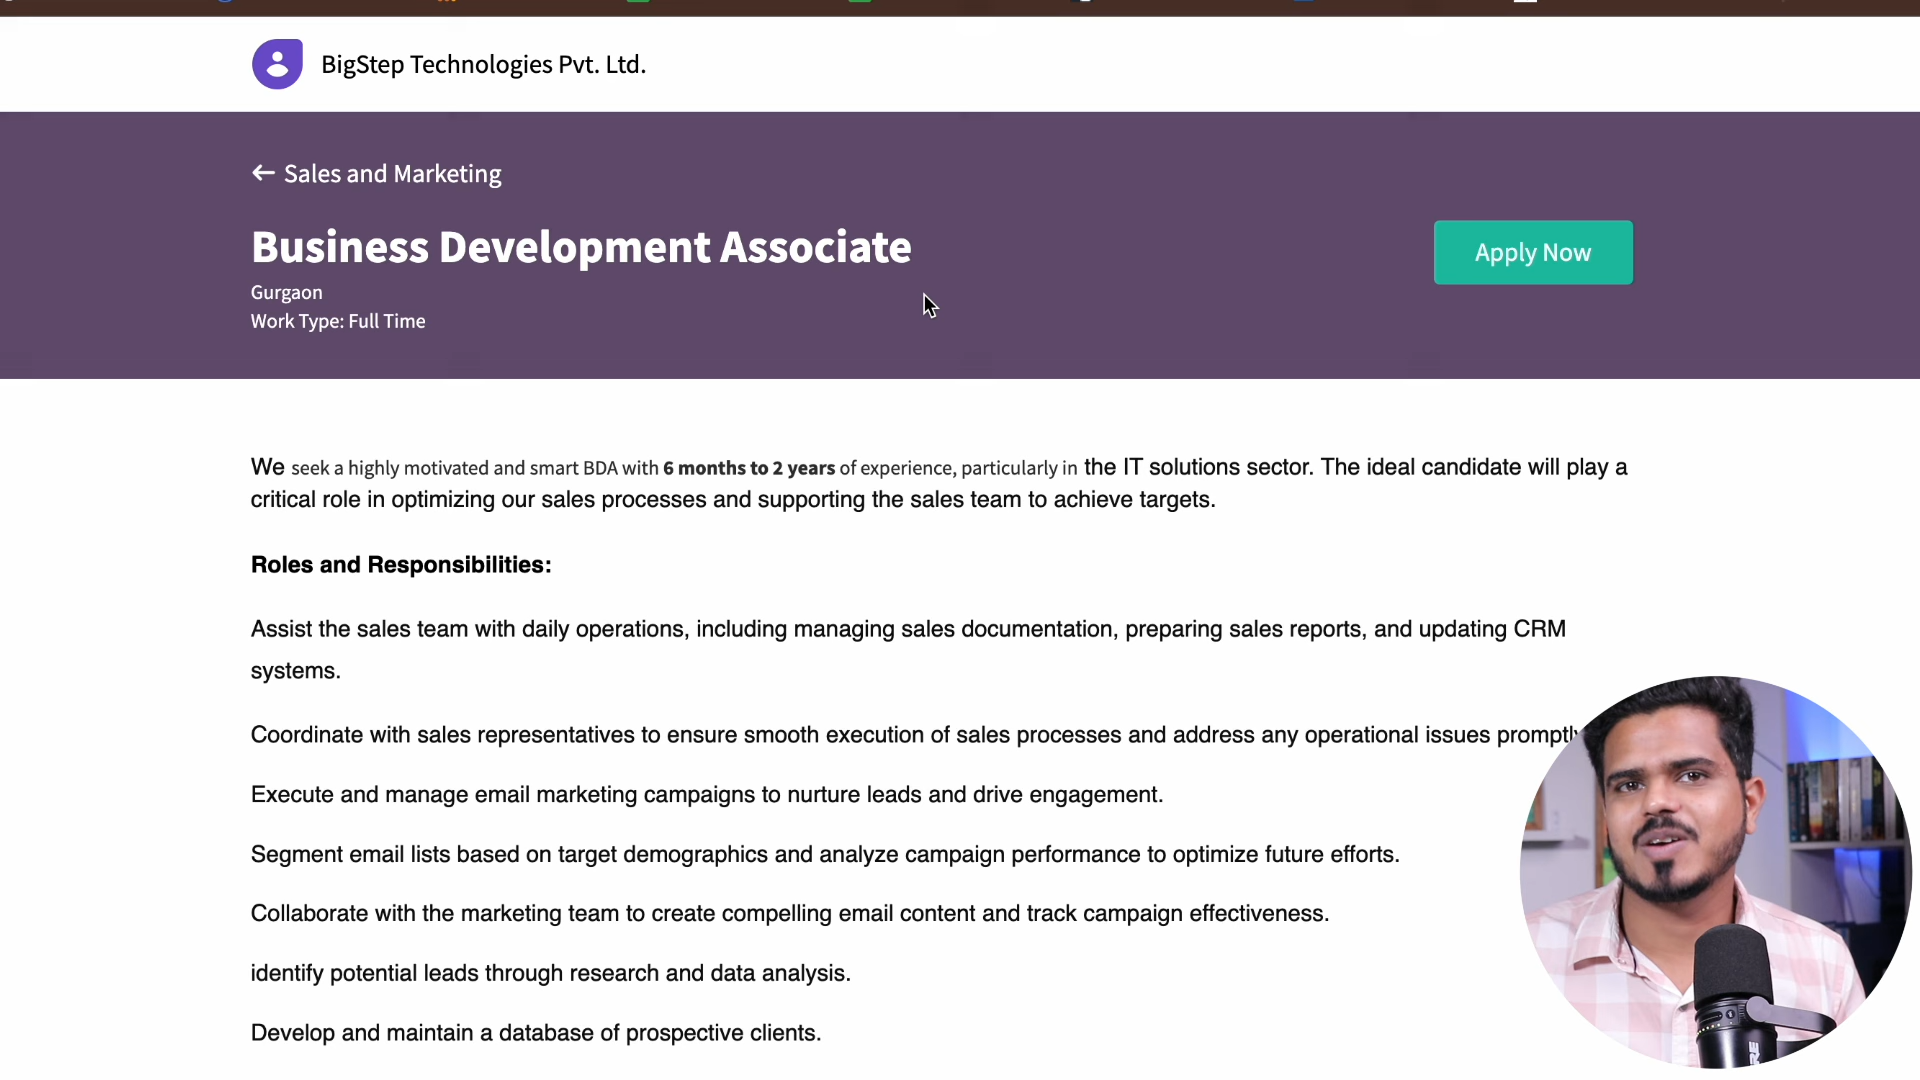 BigStep Technologies Pvt. Ltd.
← Sales and Marketing
Business Development Associate
Apply Now
Gurgaon
Work Type: Full Time
We seek a highly motivated and smart BDA with 6 months to 2 years of experience, particularly in the IT solutions sector. The ideal candidate will play a
critical role in optimizing our sales processes and supporting the sales team to achieve targets.
Roles and Responsibilities:
Assist the sales team with daily operations, including managing sales documentation, preparing sales reports, and updating CRM
systems.
Coordinate with sales representatives to ensure smooth execution of sales processes and address any operational issues promptly
Execute and manage email marketing campaigns to nurture leads and drive engagement.
Segment email lists based on target demographics and analyze campaign performance to optimize future efforts.
Collaborate with the marketing team to create compelling email content and track campaign effectiveness.
identify potential leads through research and data analysis.
Develop and maintain a database of prospective clients.